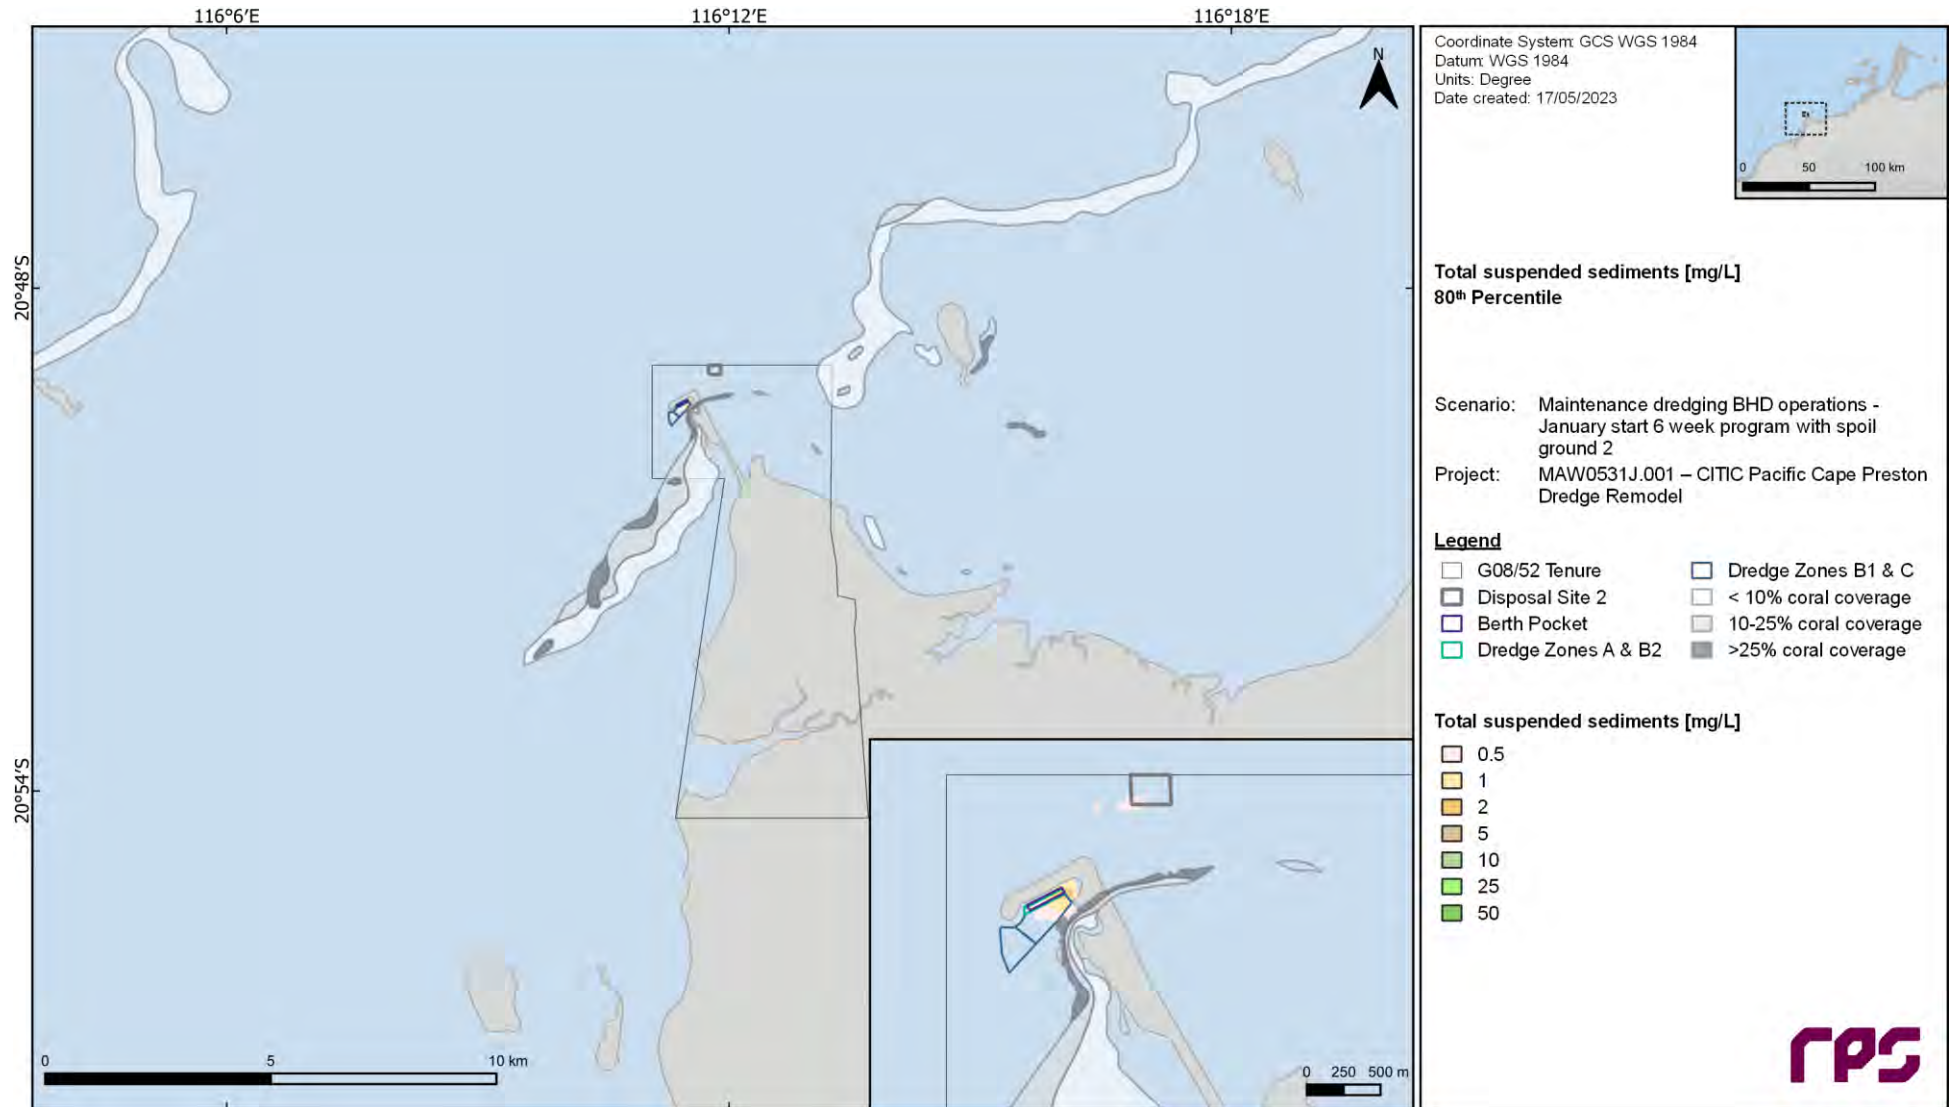 116°6'E
116°12'E
116°18'E
20°48'S
20°54'S
N
0 5 10 km
0 250 500 m
Coordinate System: GCS WGS 1984
Datum: WGS 1984
Units: Degree
Date created: 17/05/2023
0 50 100 km
Total suspended sediments [mg/L]
80th Percentile
Scenario: Maintenance dredging BHD operations -
January start 6 week program with spoil
ground 2
Project: MAW0531J.001 – CITIC Pacific Cape Preston
Dredge Remodel
Legend
G08/52 Tenure
Disposal Site 2
Berth Pocket
Dredge Zones A & B2
Dredge Zones B1 & C
< 10% coral coverage
10-25% coral coverage
>25% coral coverage
Total suspended sediments [mg/L]
0.5
1
2
5
10
25
50
rps